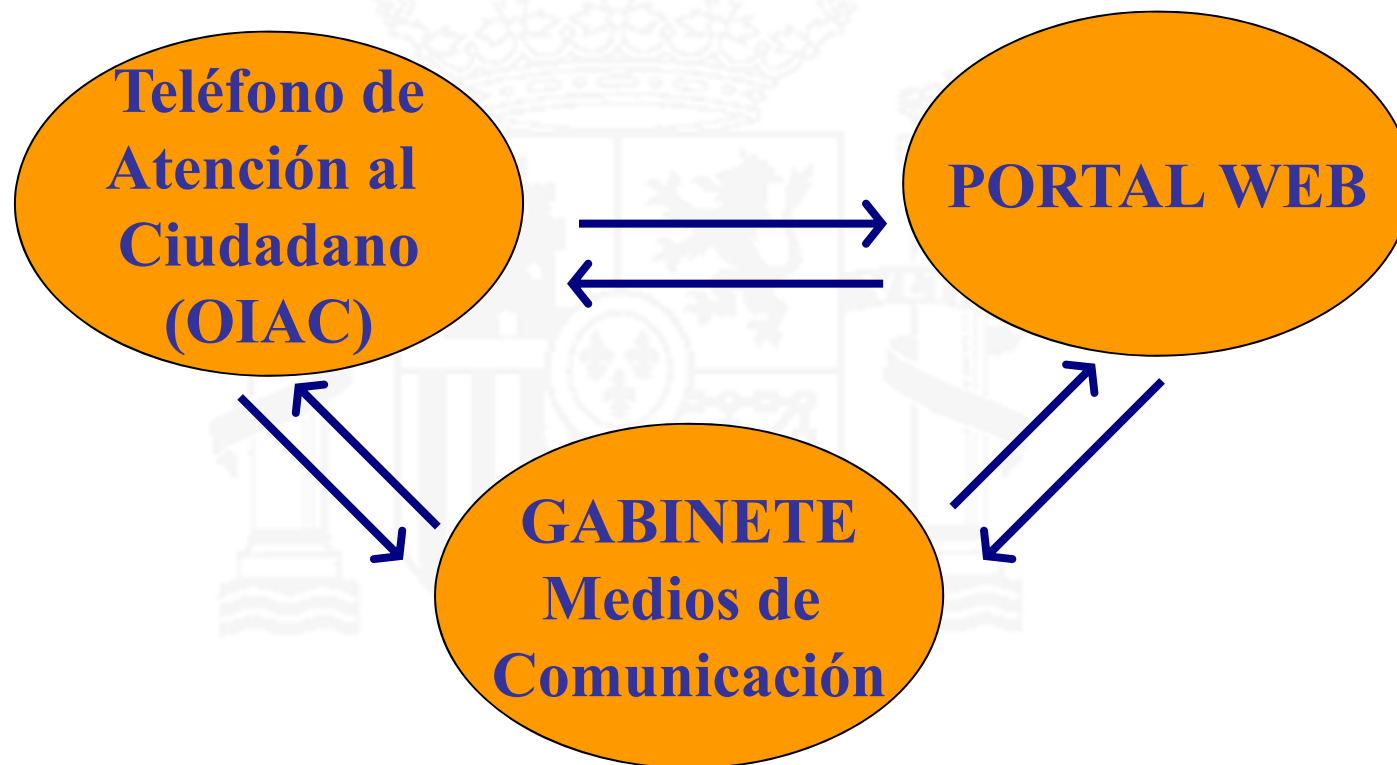 Teléfono de
Atención al
Ciudadano
(OIAC)
PORTAL WEB
GABINETE
Medios de
Comunicación